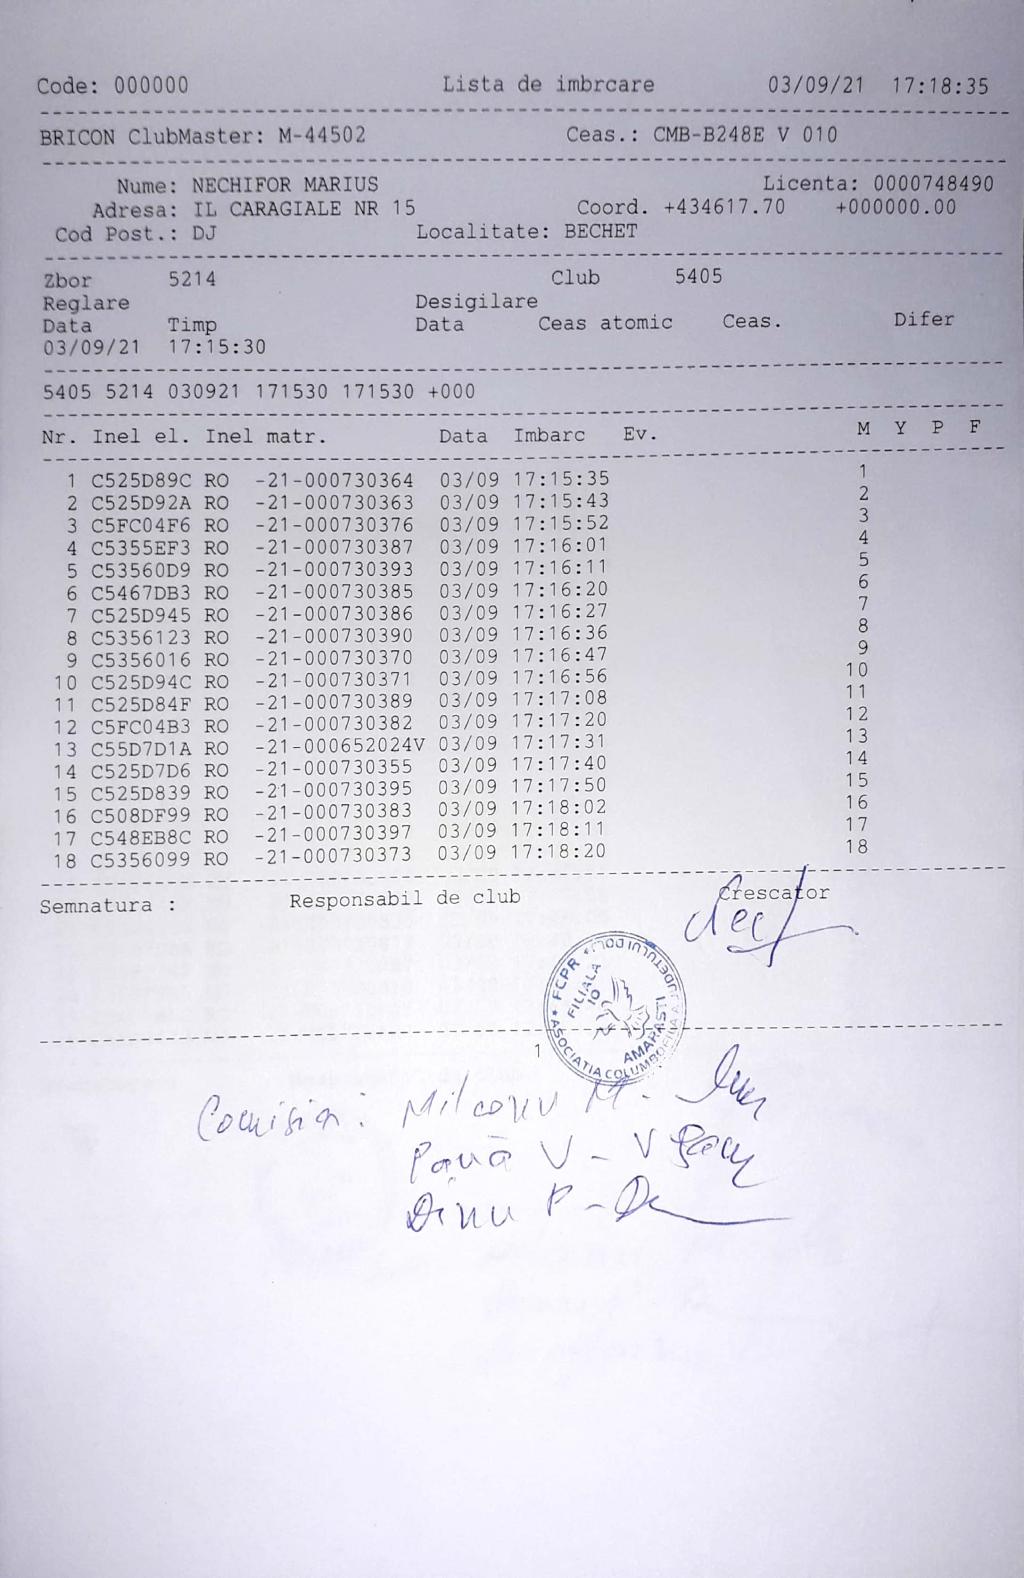 Code: 000000 Lista de imbrcare 03/09/21 17:18:35
BRICON ClubMaster: M-44502 Ceas.: CMB-B248E V 010
Nume: NECHIFOR MARIUS Licenta: 0000748490
Adresa: IL CARAGIALE NR 15 Coord. +434617.70 +000000.00
Cod Post.: DJ Localitate: BECHET
Zbor 5214 Club 5405
Reglare Desigilare
Data Timp Data Ceas atomic Ceas. Difer
03/09/21 17:15:30
5405 5214 030921 171530 171530 +000
Nr. Inel el. Inel matr. Data Imbarc Ev. M Y P F
1 C525D89C RO -21-000730364 03/09 17:15:35 1
2 C525D92A RO -21-000730363 03/09 17:15:43 2
3 C5FC04F6 RO -21-000730376 03/09 17:15:52 3
4 C5355EF3 RO -21-000730387 03/09 17:16:01 4
5 C53560D9 RO -21-000730393 03/09 17:16:11 5
6 C5467DB3 RO -21-000730385 03/09 17:16:20 6
7 C525D945 RO -21-000730386 03/09 17:16:27 7
8 C5356123 RO -21-000730390 03/09 17:16:36 8
9 C5356016 RO -21-000730370 03/09 17:16:47 9
10 C525D94C RO -21-000730371 03/09 17:16:56 10
11 C525D84F RO -21-000730389 03/09 17:17:08 11
12 C5FC04B3 RO -21-000730382 03/09 17:17:20 12
13 C55D7D1A RO -21-000652024V 03/09 17:17:31 13
14 C525D7D6 RO -21-000730355 03/09 17:17:40 14
15 C525D839 RO -21-000730395 03/09 17:17:50 15
16 C508DF99 RO -21-000730383 03/09 17:18:02 16
17 C548EB8C RO -21-000730397 03/09 17:18:11 17
18 C5356099 RO -21-000730373 03/09 17:18:20 18
Semnatura : Responsabil de club Crescator
FCPR
ASOCIATIA COLUMBOFILA A JUDETULUI DOLJ
FILIALA
10
AMARASTI
1
Comisia: Milconu M.
Pană V - V
Dinu P -